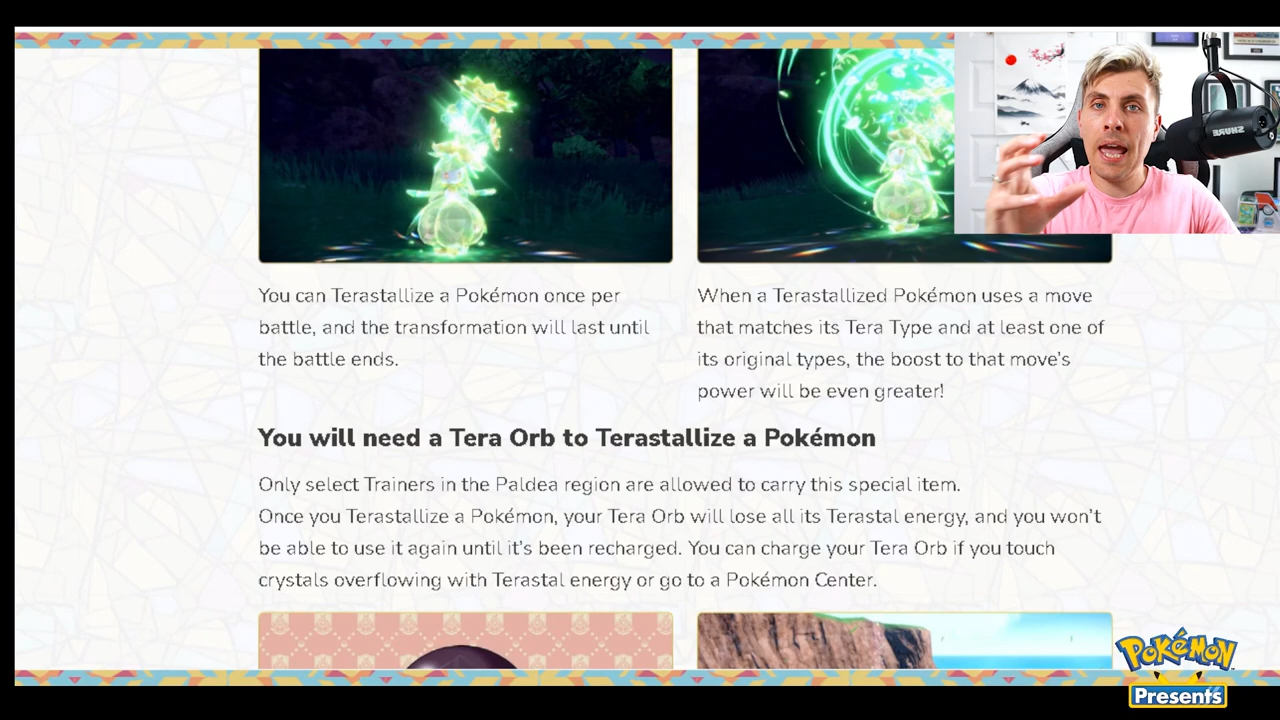 You can Terastallize a Pokémon once per
battle, and the transformation will last until
the battle ends.
When a Terastallized Pokémon uses a move
that matches its Tera Type and at least one of
its original types, the boost to that move's
power will be even greater!
You will need a Tera Orb to Terastallize a Pokémon
Only select Trainers in the Paldea region are allowed to carry this special item.
Once you Terastallize a Pokémon, your Tera Orb will lose all its Terastal energy, and you won't
be able to use it again until it's been recharged. You can charge your Tera Orb if you touch
crystals overflowing with Terastal energy or go to a Pokémon Center.
SHURE
POKéMON
Presents